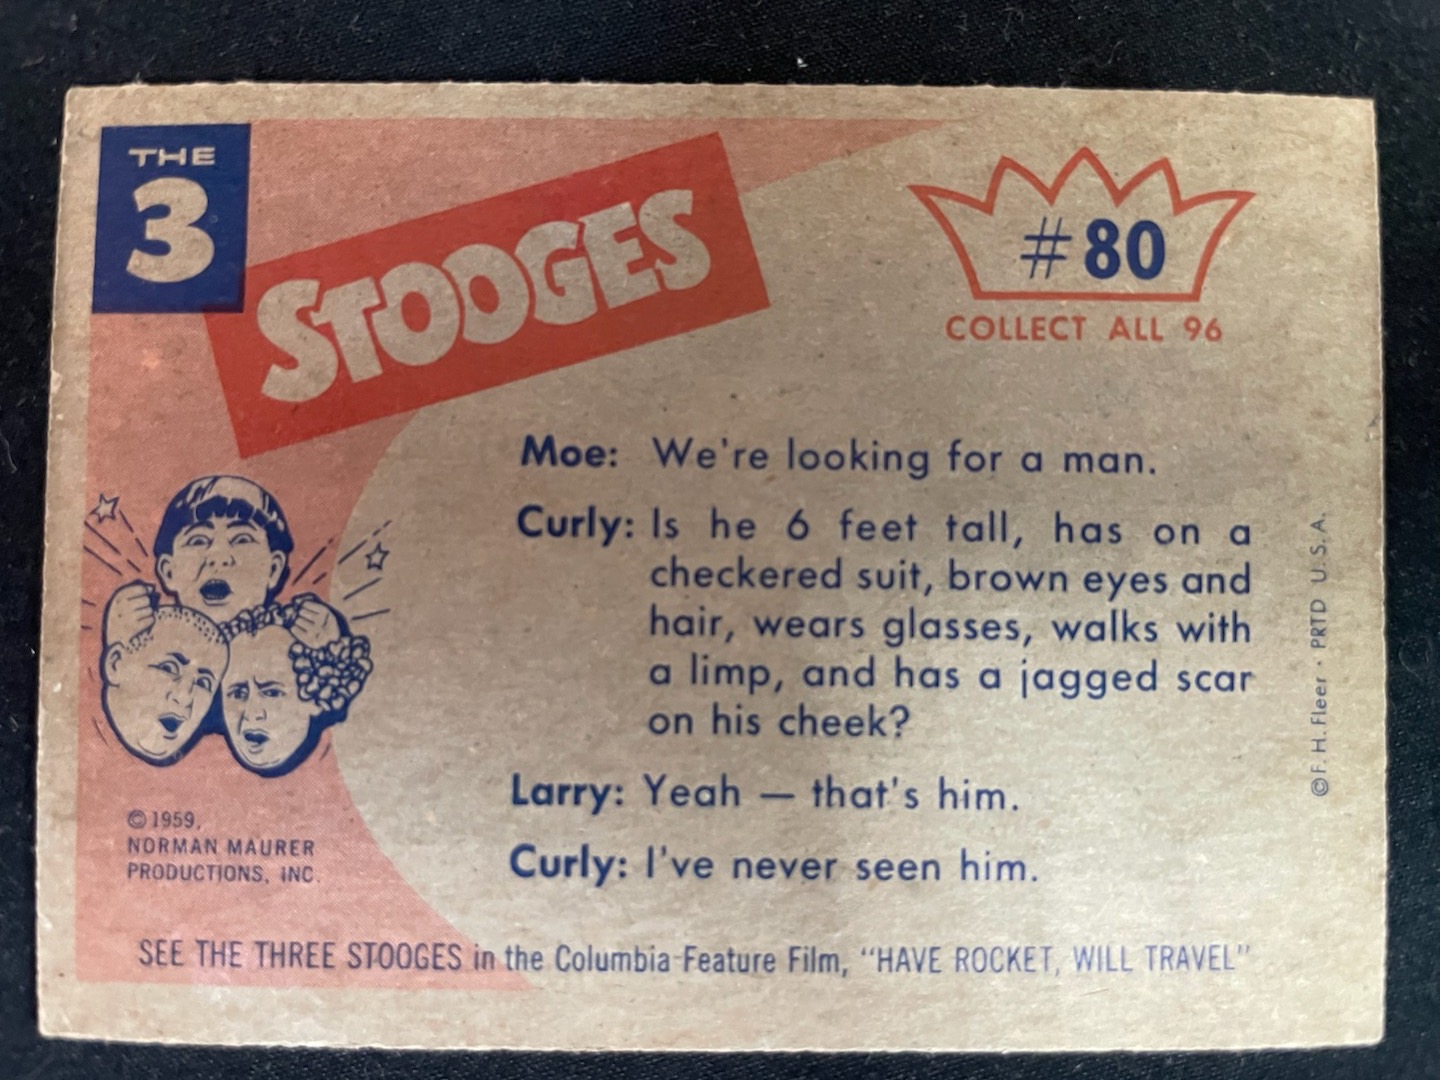 THE
3
STOOGES
#80
COLLECT ALL 96
Moe: We're looking for a man.
Curly: Is he 6 feet tall, has on a
checkered suit, brown eyes and
hair, wears glasses, walks with
a limp, and has a jagged scar
on his cheek?
Larry: Yeah — that's him.
Curly: I've never seen him.
© 1959,
NORMAN MAURER
PRODUCTIONS, INC.
SEE THE THREE STOOGES in the Columbia Feature Film, "HAVE ROCKET, WILL TRAVEL"
© F. H. Fleer · PRTD U.S.A.